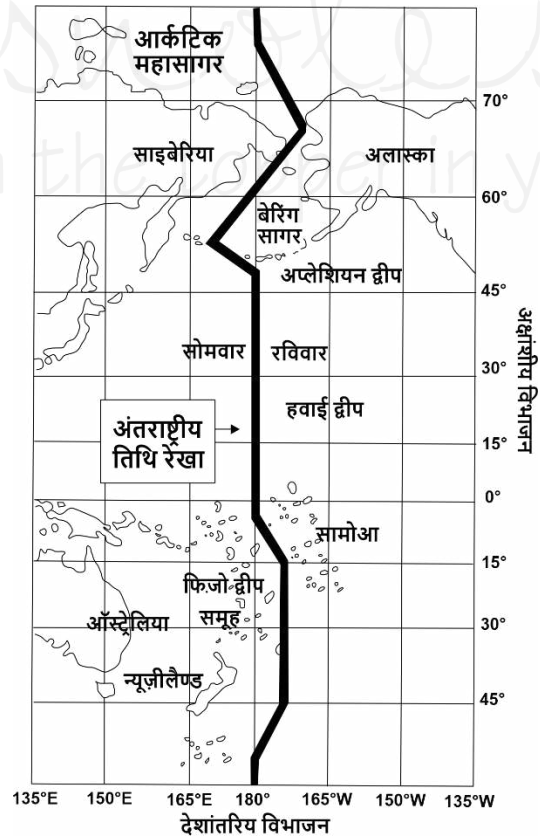 आर्कटिक
महासागर
70°
साइबेरिया
अलास्का
60°
बेरिंग
सागर
अप्लेशियन द्वीप
45°
सोमवार
रविवार
30°
हवाई द्वीप
अंतराष्ट्रीय
तिथि रेखा
15°
0°
सामोआ
15°
फिजो द्वीप
समूह
ऑस्ट्रेलिया
30°
न्यूज़ीलैण्ड
45°
अक्षांशीय विभाजन
135°E 150°E 165°E 180° 165°W 150°W 135°W
देशांतरिय विभाजन